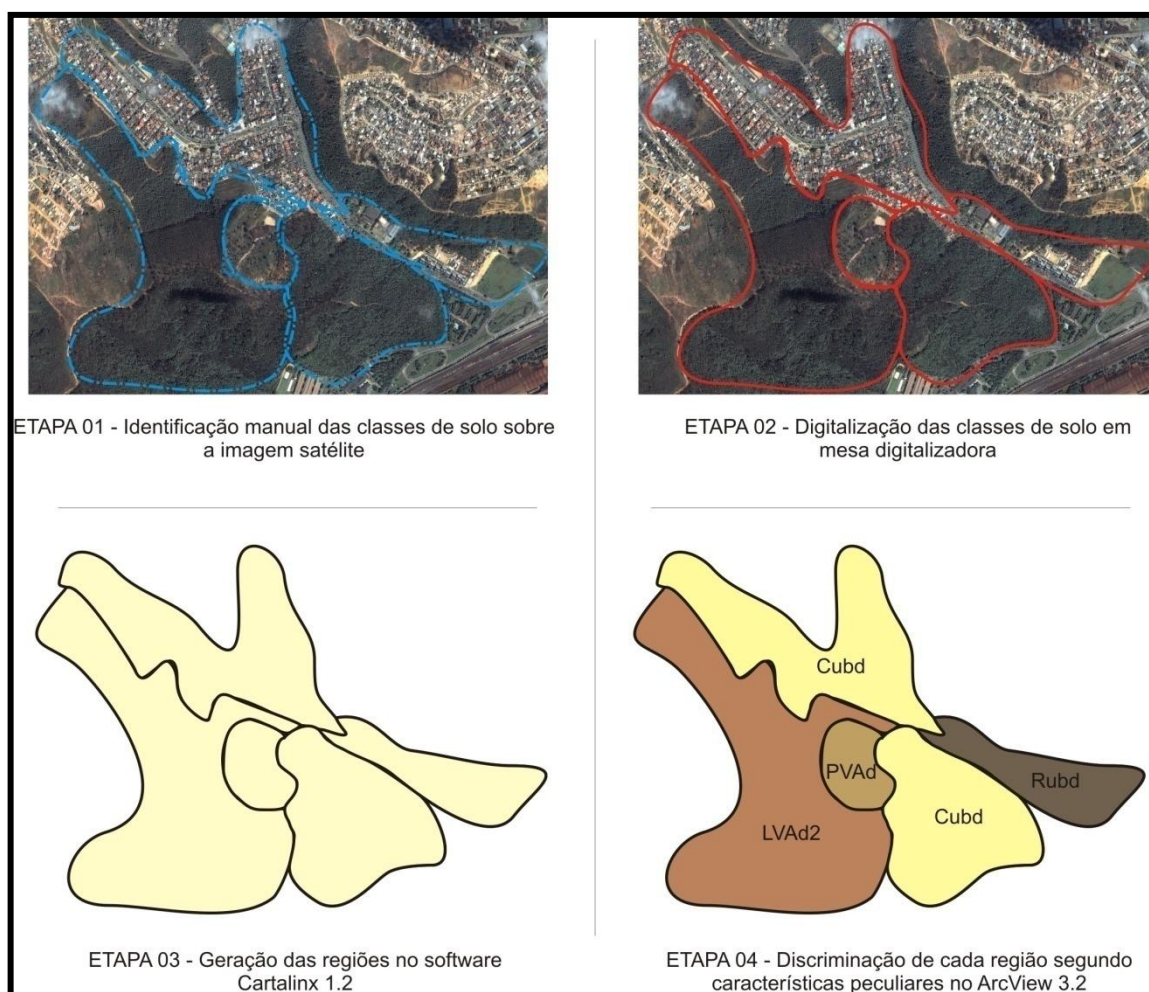 ETAPA 01 - Identificação manual das classes de solo sobre
a imagem satélite
ETAPA 02 - Digitalização das classes de solo em
mesa digitalizadora
ETAPA 03 - Geração das regiões no software
Cartalinx 1.2
Cubd
PVAd
Rubd
LVAd2
Cubd
ETAPA 04 - Discriminação de cada região segundo
características peculiares no ArcView 3.2